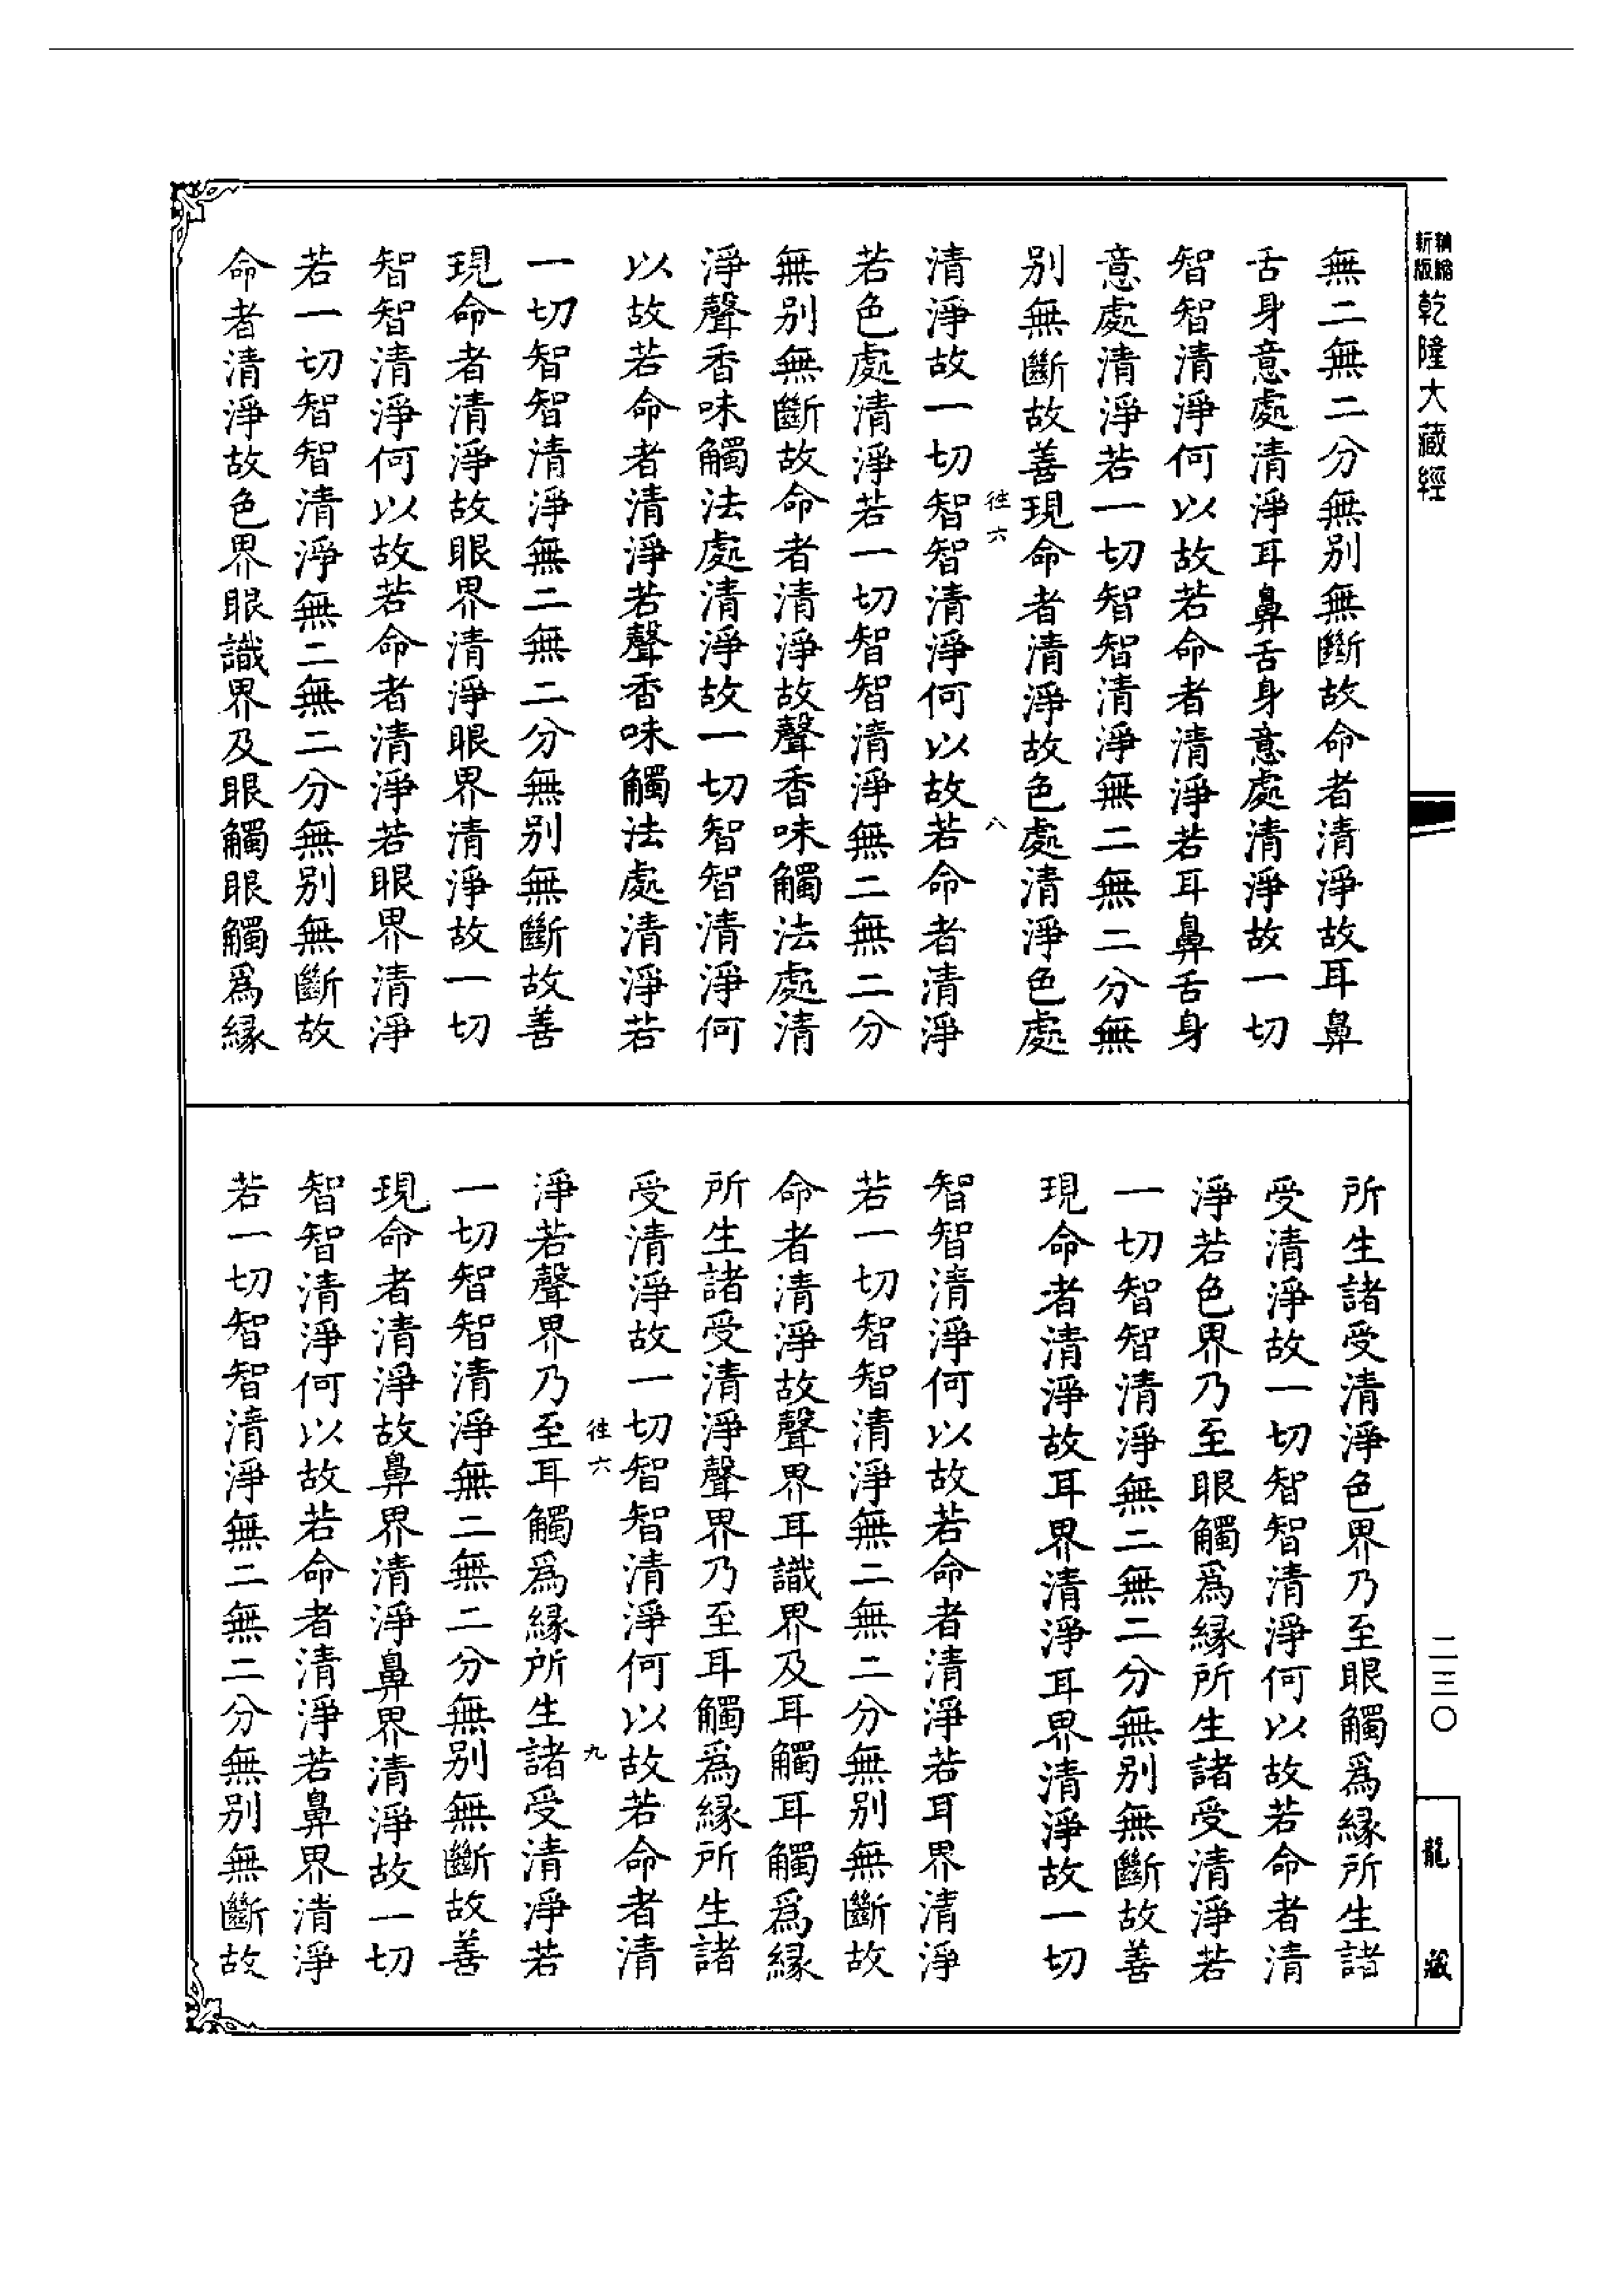 新版精縮乾隆大藏經
無二無二分無别無斷故命者清淨故耳鼻
舌身意處清淨耳鼻舌身意處清淨故一切
智智清淨何以故若命者清淨若耳鼻舌身
意處清淨若一切智智清淨無二無二分無
别無斷故善現命者清淨故色處清淨色處
徃六 八
清淨故一切智智清淨何以故若命者清淨
若色處清淨若一切智智清淨無二無二分
無别無斷故命者清淨故聲香味觸法處清
淨聲香味觸法處清淨故一切智智清淨何
以故若命者清淨若聲香味觸法處清淨若
一切智智清淨無二無二分無别無斷故善
現命者清淨故眼界清淨眼界清淨故一切
智智清淨何以故若命者清淨若眼界清淨
若一切智智清淨無二無二分無别無斷故
命者清淨故色界眼識界及眼觸眼觸爲緣
所生諸受清淨色界乃至眼觸爲緣所生諸
受清淨故一切智智清淨何以故若命者清
淨若色界乃至眼觸爲緣所生諸受清淨若
一切智智清淨無二無二分無别無斷故善
現命者清淨故耳界清淨耳界清淨故一切
智智清淨何以故若命者清淨若耳界清淨
若一切智智清淨無二無二分無别無斷故
命者清淨故聲界耳識界及耳觸耳觸爲緣
所生諸受清淨聲界乃至耳觸爲緣所生諸
受清淨故一切智智清淨何以故若命者清
徃六 九
淨若聲界乃至耳觸爲緣所生諸受清淨若
一切智智清淨無二無二分無别無斷故善
現命者清淨故鼻界清淨鼻界清淨故一切
智智清淨何以故若命者清淨若鼻界清淨
若一切智智清淨無二無二分無别無斷故
二三〇
龍藏